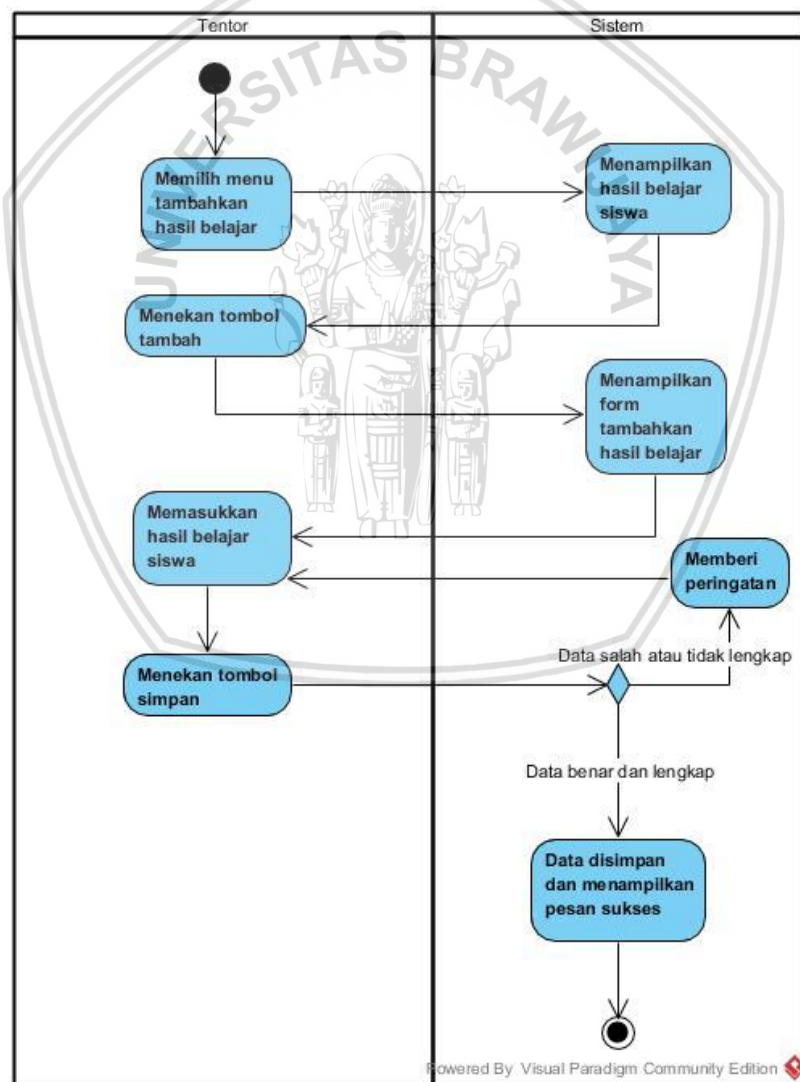 Tentor
Sistem
UNIVERSITAS BRAWIJAYA
Memilih menu
tambahkan
hasil belajar
Menampilkan
hasil belajar
siswa
Menekan tombol
tambah
Menampilkan
form
tambahkan
hasil belajar
Memasukkan
hasil belajar
siswa
Memberi
peringatan
Data salah atau tidak lengkap
Menekan tombol
simpan
Data benar dan lengkap
Data disimpan
dan menampilkan
pesan sukses
Powered By Visual Paradigm Community Edition